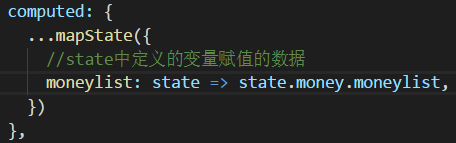 computed: {
...mapState({
//state中定义的变量赋值的数据
moneylist: state => state.money.moneylist,
})
},